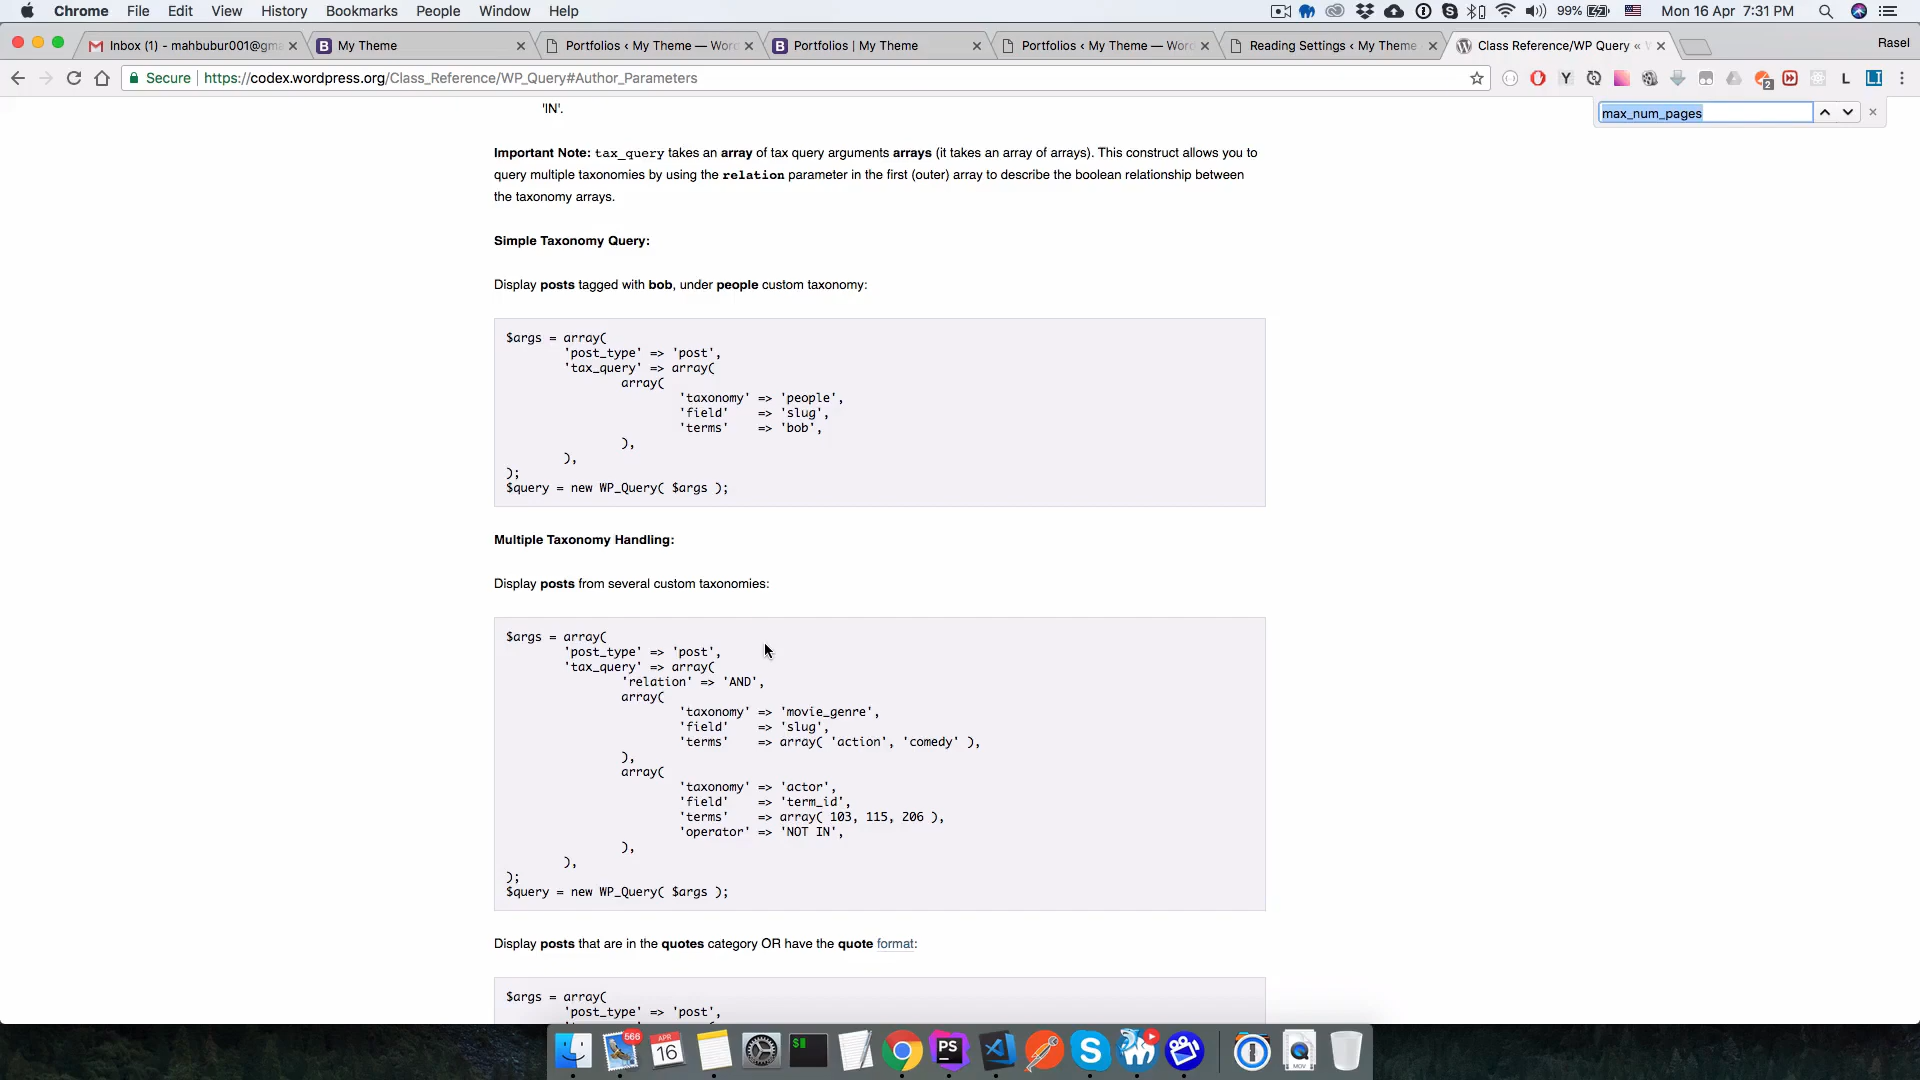 Chrome File Edit View History Bookmarks People Window Help 99% Mon 16 Apr 7:31 PM
Inbox (1) - mahbubur001@gm
My Theme
Portfolios ‹ My Theme — Wor
Portfolios | My Theme
Portfolios ‹ My Theme — Wor
Reading Settings ‹ My Theme
Class Reference/WP Query «
Rasel
Secure https://codex.wordpress.org/Class_Reference/WP_Query#Author_Parameters
max_num_pages
'IN'.
Important Note: tax_query takes an array of tax query arguments arrays (it takes an array of arrays). This construct allows you to
query multiple taxonomies by using the relation parameter in the first (outer) array to describe the boolean relationship between
the taxonomy arrays.
Simple Taxonomy Query:
Display posts tagged with bob, under people custom taxonomy:
$args = array(
'post_type' => 'post',
'tax_query' => array(
array(
'taxonomy' => 'people',
'field' => 'slug',
'terms' => 'bob',
),
),
);
$query = new WP_Query( $args );
Multiple Taxonomy Handling:
Display posts from several custom taxonomies:
$args = array(
'post_type' => 'post',
'tax_query' => array(
'relation' => 'AND',
array(
'taxonomy' => 'movie_genre',
'field' => 'slug',
'terms' => array( 'action', 'comedy' ),
),
array(
'taxonomy' => 'actor',
'field' => 'term_id',
'terms' => array( 103, 115, 206 ),
'operator' => 'NOT IN',
),
),
);
$query = new WP_Query( $args );
Display posts that are in the quotes category OR have the quote format:
$args = array(
'post_type' => 'post',
566
APR
16
$
PS
S
MOV